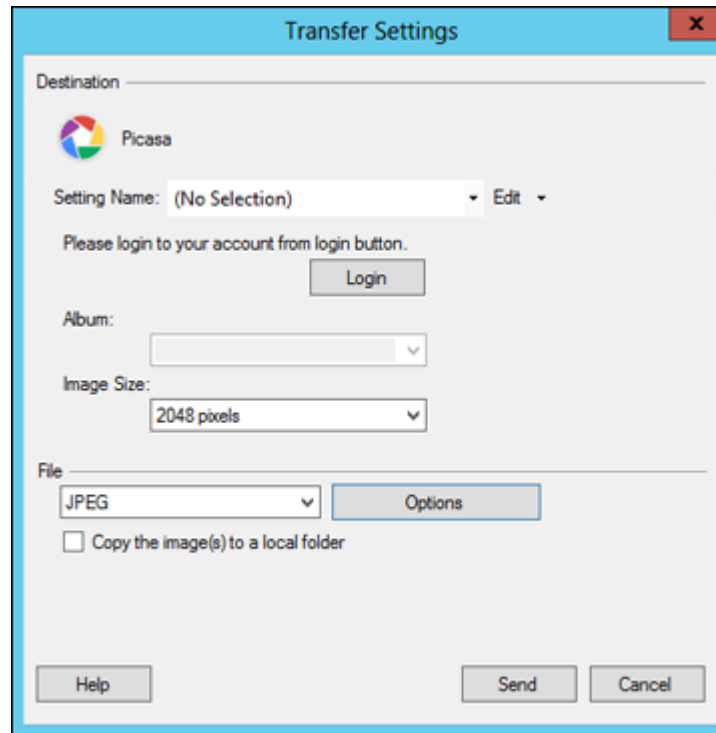 Transfer Settings
x
Destination
Picasa
Setting Name: (No Selection) Edit
Please login to your account from login button.
Login
Album:
Image Size:
2048 pixels
File
JPEG Options
Copy the image(s) to a local folder
Help Send Cancel